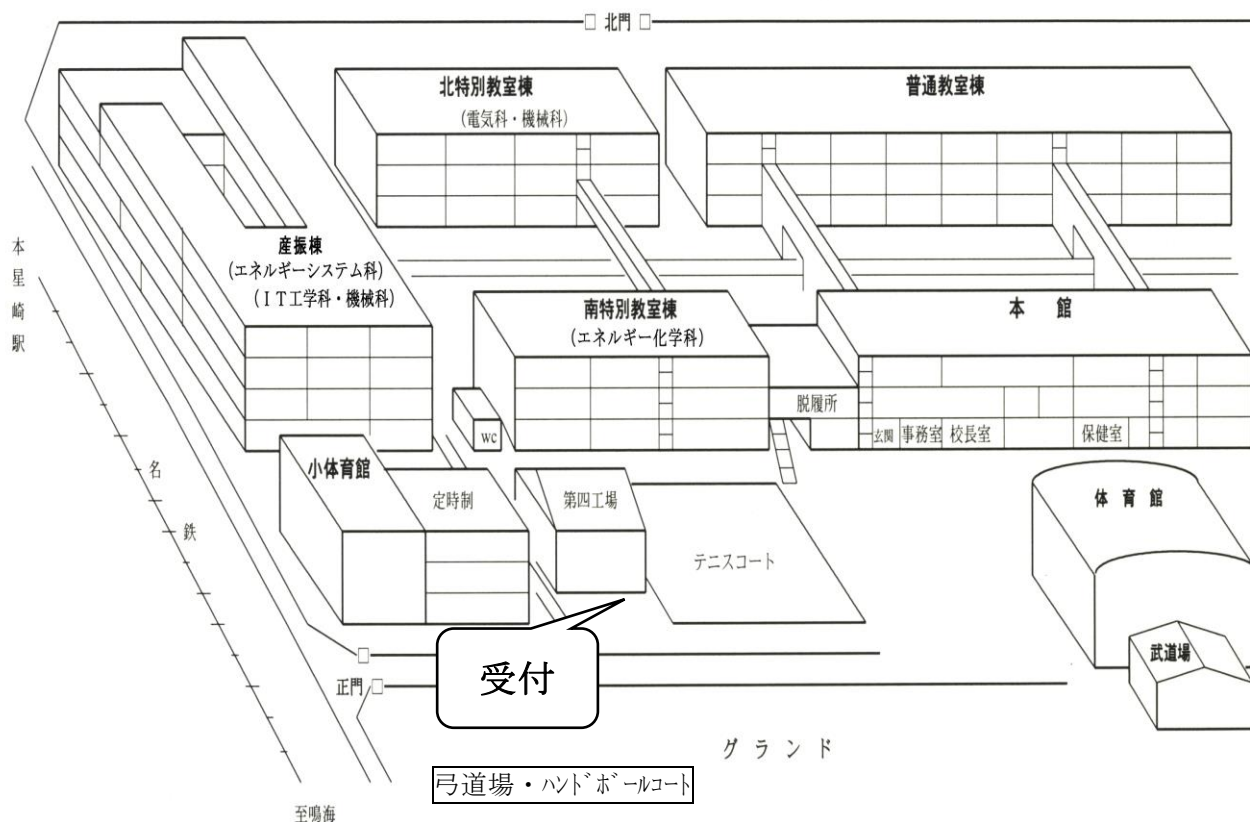 □ 北門 □
北特別教室棟
(電気科・機械科)
普通教室棟
産振棟
(エネルギーシステム科)
(ＩＴ工学科・機械科)
本星崎駅
南特別教室棟
(エネルギー化学科)
本 館
脱履所
玄関
事務室
校長室
保健室
wc
小体育館
定時制
第四工場
テニスコート
体育館
武道場
名鉄
受付
正門
グランド
弓道場・ハンドボールコート
至鳴海